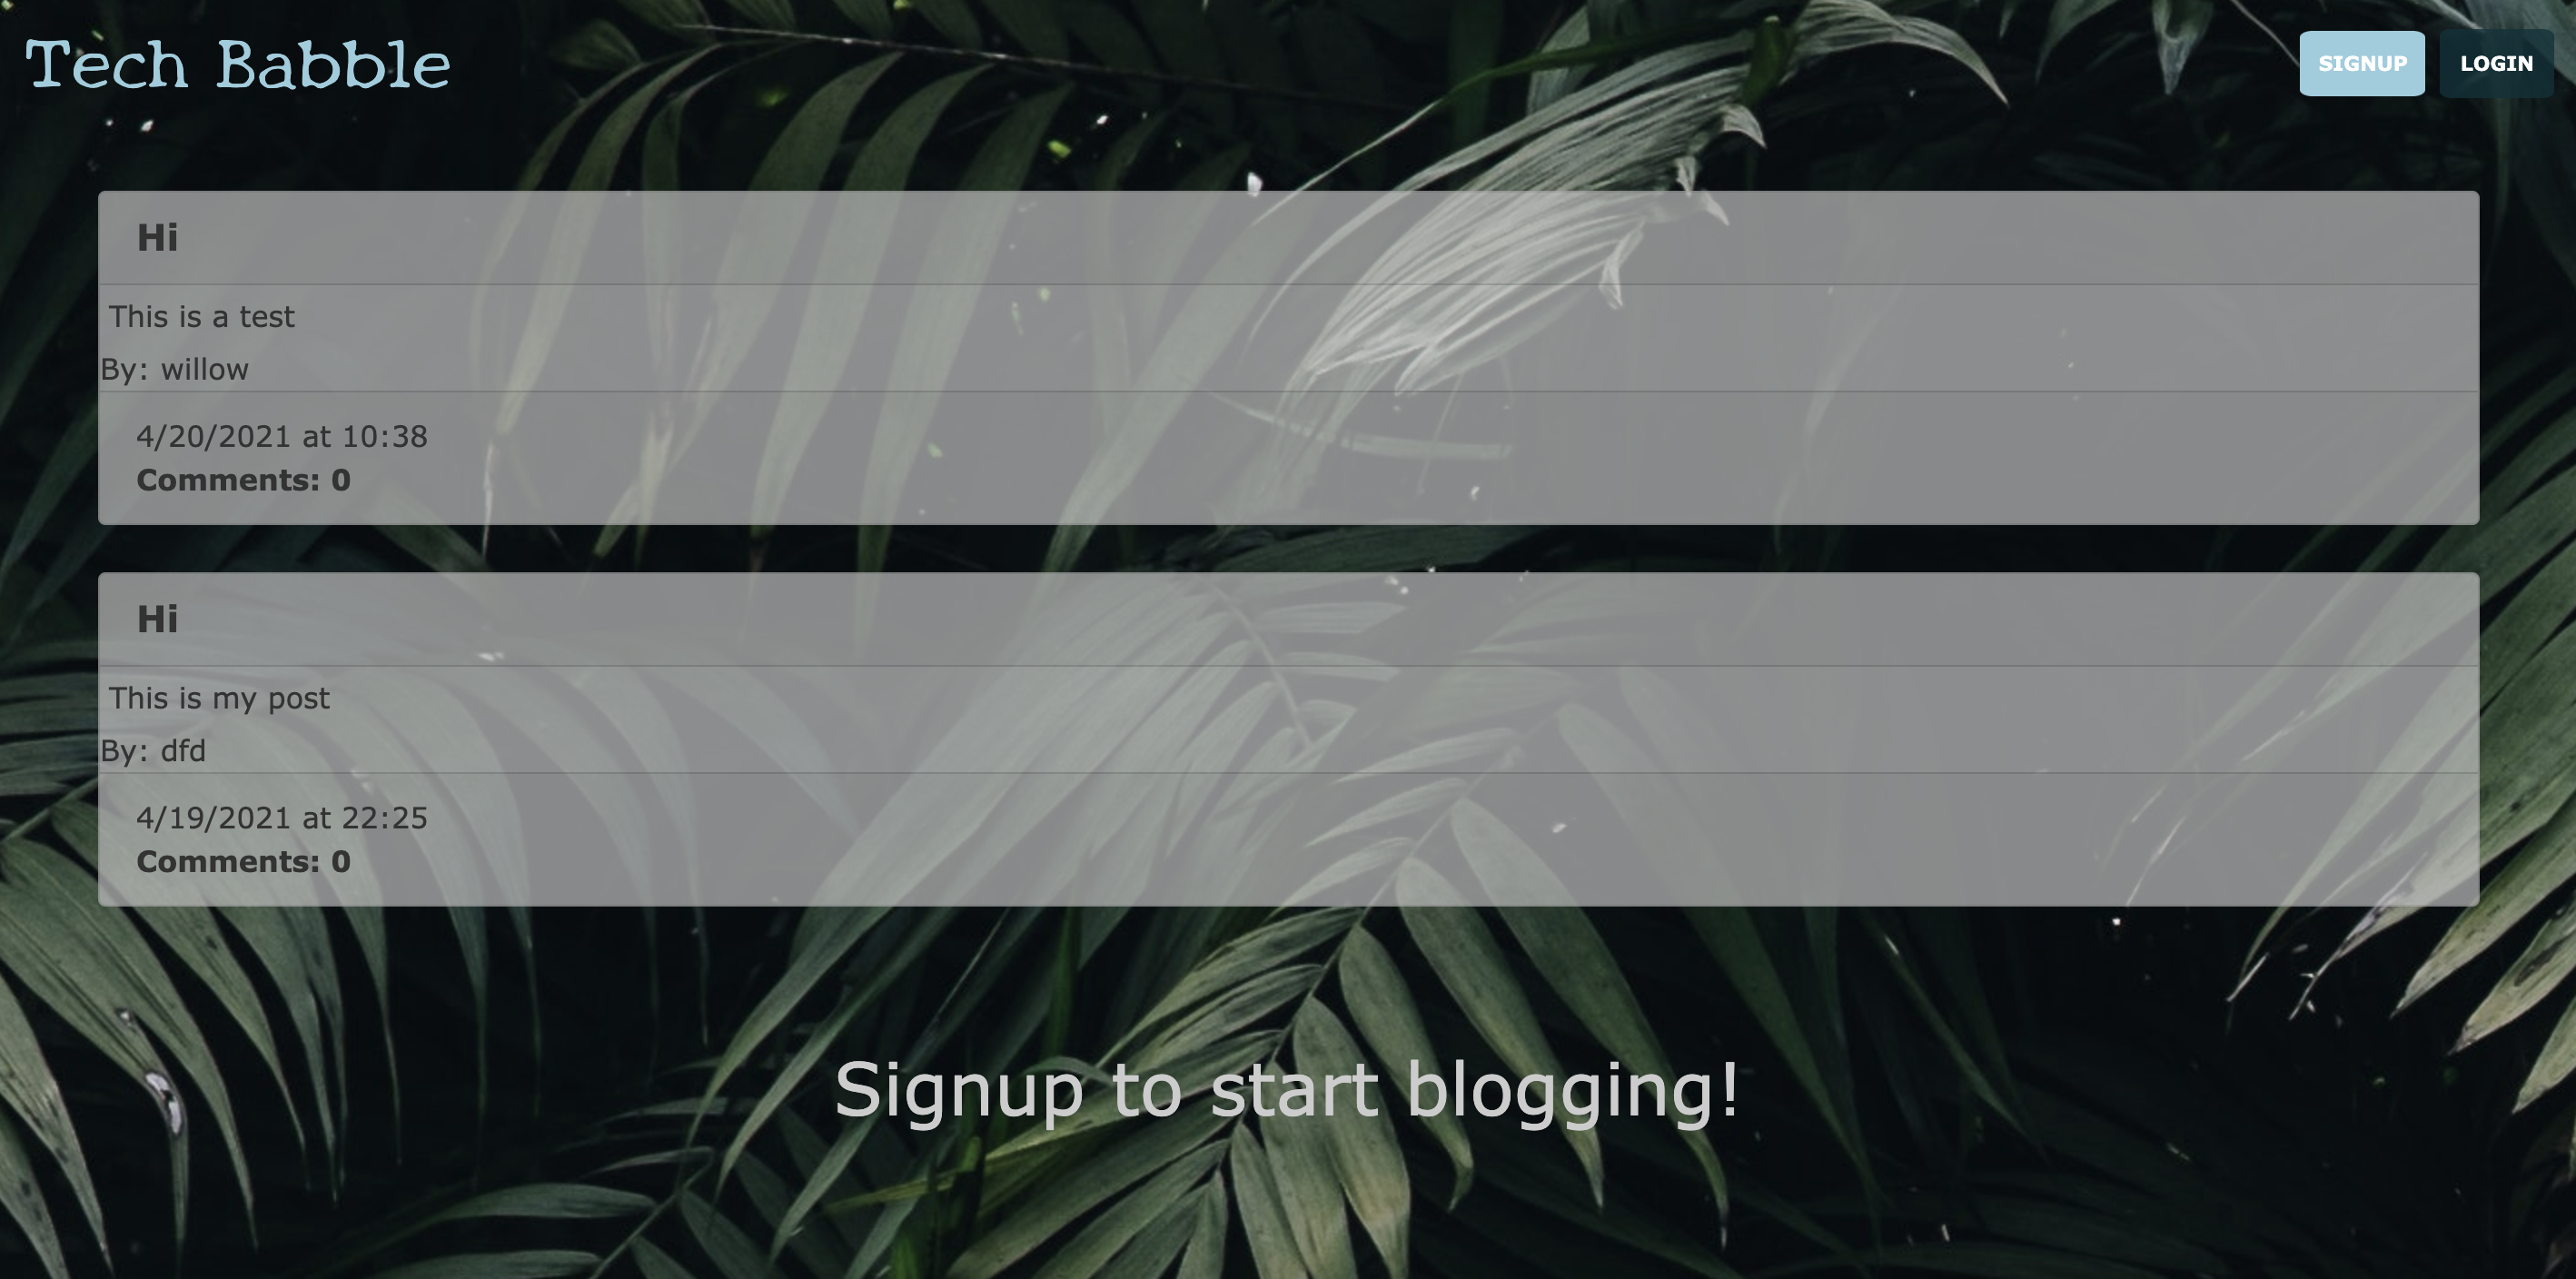 Tech Babble
SIGNUP
LOGIN
Hi
This is a test
By: willow
4/20/2021 at 10:38
Comments: 0
Hi
This is my post
By: dfd
4/19/2021 at 22:25
Comments: 0
Signup to start blogging!